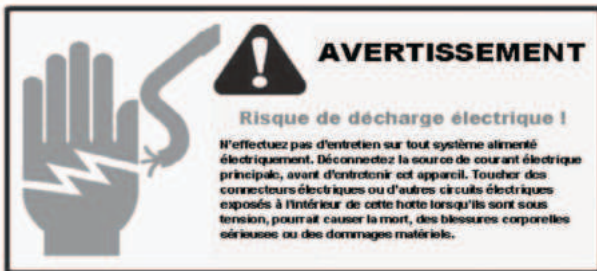 AVERTISSEMENT
Risque de décharge électrique !
N'effectuez pas d'entretien sur tout système alimenté
électriquement. Déconnectez la source de courant électrique
principale, avant d'entretenir cet appareil. Toucher des
connecteurs électriques ou d'autres circuits électriques
exposés à l'intérieur de cette hotte lorsqu'ils sont sous
tension, pourrait causer la mort, des blessures corporelles
sérieuses ou des dommages matériels.